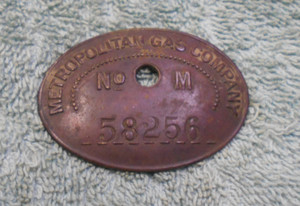 METROPOLITAN GAS COMPANY
No M
58256